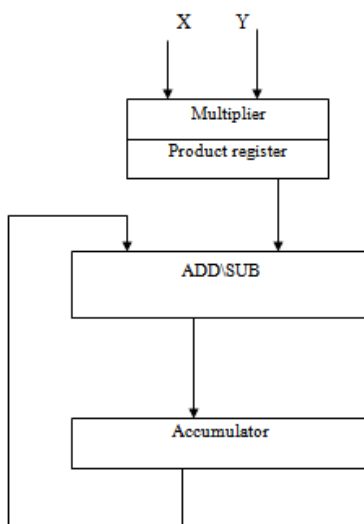 X Y
Multiplier
Product register
ADD\SUB
Accumulator